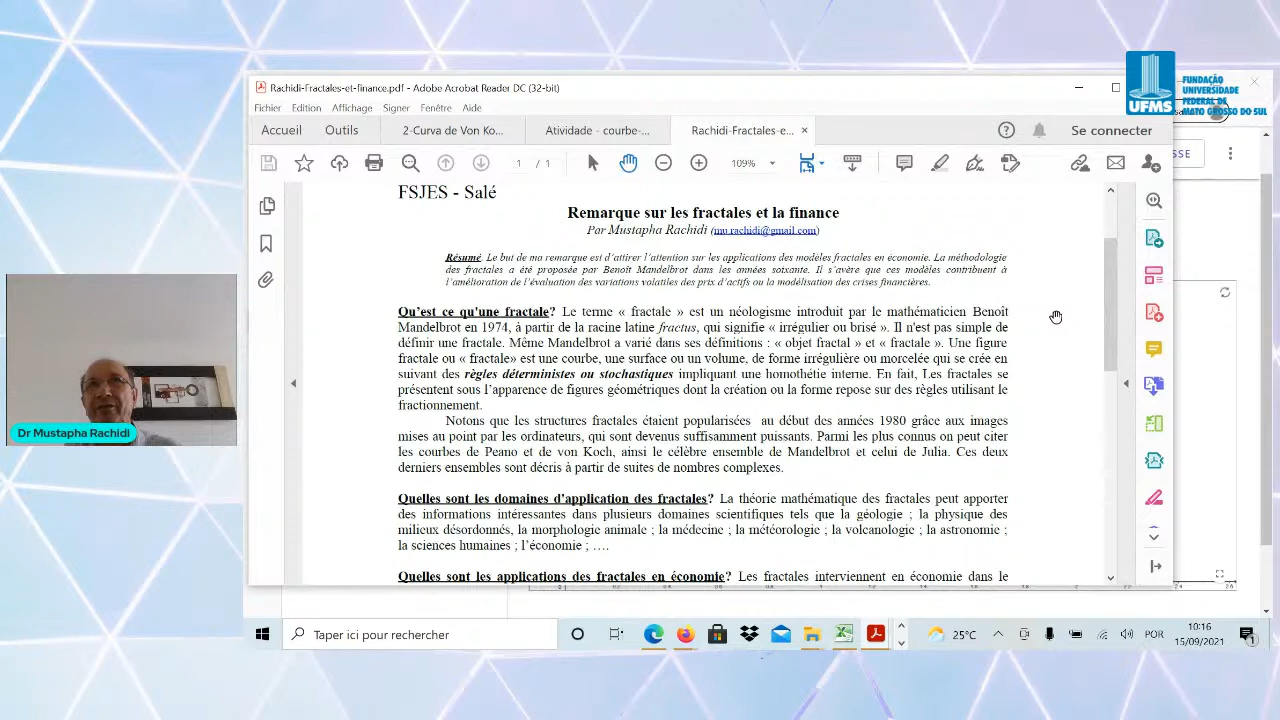 FUNDAÇÃO
UNIVERSIDADE
FEDERAL DE
MATO GROSSO DO SUL
UFMS
Rachidi-Fractales-et-finance.pdf - Adobe Acrobat Reader DC (32-bit)
Fichier Edition Affichage Signer Fenêtre Aide
Accueil Outils 2-Curva de Von Ko... Atividade - courbe-... Rachidi-Fractales-e... × Se connecter
1 / 1 109%
SSE
FSJES - Salé
Remarque sur les fractales et la finance
Par Mustapha Rachidi (mu.rachidi@gmail.com)
Résumé. Le but de ma remarque est d'attirer l'attention sur les applications des modèles fractales en économie. La méthodologie
des fractales a été proposée par Benoît Mandelbrot dans les années soixante. Il s'avère que ces modèles contribuent à
l'amélioration de l'évaluation des variations volatiles des prix d'actifs ou la modélisation des crises financières.
Qu'est ce qu'une fractale? Le terme « fractale » est un néologisme introduit par le mathématicien Benoît
Mandelbrot en 1974, à partir de la racine latine fractus, qui signifie « irrégulier ou brisé ». Il n'est pas simple de
définir une fractale. Même Mandelbrot a varié dans ses définitions : « objet fractal » et « fractale ». Une figure
fractale ou « fractale» est une courbe, une surface ou un volume, de forme irrégulière ou morcelée qui se crée en
suivant des règles déterministes ou stochastiques impliquant une homothétie interne. En fait, Les fractales se
présentent sous l'apparence de figures géométriques dont la création ou la forme repose sur des règles utilisant le
fractionnement.
Notons que les structures fractales étaient popularisées au début des années 1980 grâce aux images
mises au point par les ordinateurs, qui sont devenus suffisamment puissants. Parmi les plus connus on peut citer
les courbes de Peano et de von Koch, ainsi le célèbre ensemble de Mandelbrot et celui de Julia. Ces deux
derniers ensembles sont décris à partir de suites de nombres complexes.
Quelles sont les domaines d'application des fractales? La théorie mathématique des fractales peut apporter
des informations intéressantes dans plusieurs domaines scientifiques tels que la géologie ; la physique des
milieux désordonnés, la morphologie animale ; la médecine ; la météorologie ; la volcanologie ; la astronomie ;
la sciences humaines ; l'économie ; ….
Quelles sont les applications des fractales en économie? Les fractales interviennent en économie dans le
Dr Mustapha Rachidi
2.4 2.6
Taper ici pour rechercher
25°C POR 10:16
15/09/2021
1